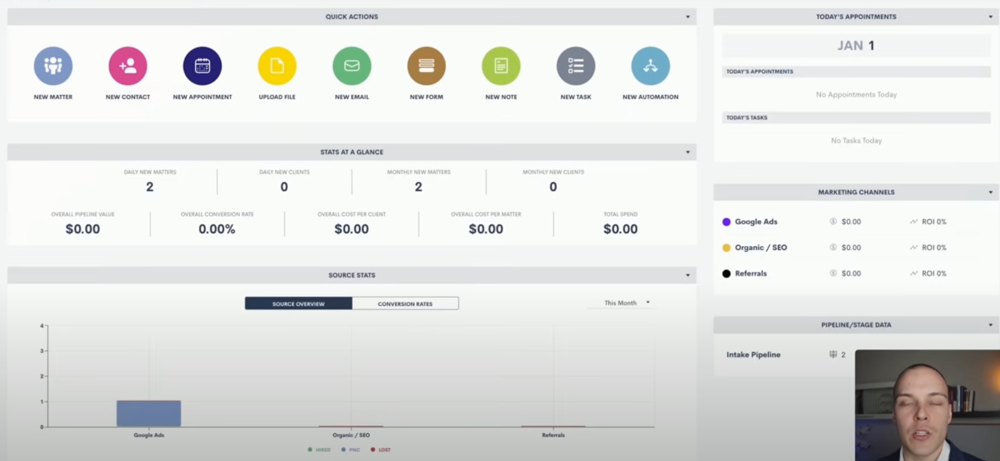 QUICK ACTIONS
NEW MATTER
NEW CONTACT
NEW APPOINTMENT
UPLOAD FILE
NEW EMAIL
NEW FORM
NEW NOTE
NEW TASK
NEW AUTOMATION
STATS AT A GLANCE
DAILY NEW MATTERS
2
DAILY NEW CLIENTS
0
MONTHLY NEW MATTERS
2
MONTHLY NEW CLIENTS
0
OVERALL PIPELINE VALUE
$0.00
OVERALL CONVERSION RATE
0.00%
OVERALL COST PER CLIENT
$0.00
OVERALL COST PER MATTER
$0.00
TOTAL SPEND
$0.00
SOURCE STATS
SOURCE OVERVIEW
CONVERSION RATES
This Month
4
3
2
1
0
Google Ads
Organic / SEO
Referrals
HIRED
PNC
LOST
TODAY'S APPOINTMENTS
JAN 1
TODAY'S APPOINTMENTS
No Appointments Today
TODAY'S TASKS
No Tasks Today
MARKETING CHANNELS
Google Ads $0.00 ROI 0%
Organic / SEO $0.00 ROI 0%
Referrals $0.00 ROI 0%
PIPELINE/STAGE DATA
Intake Pipeline 2